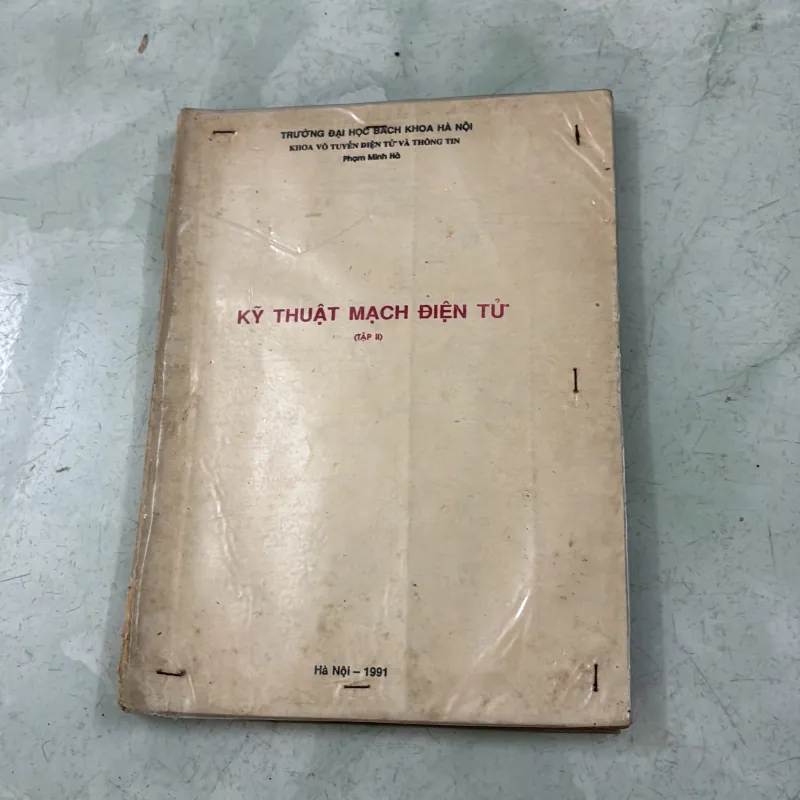 TRƯỜNG ĐẠI HỌC BÁCH KHOA HÀ NỘI
KHOA VÔ TUYẾN ĐIỆN TỬ VÀ THÔNG TIN
Phạm Minh Hà
KỸ THUẬT MẠCH ĐIỆN TỬ
(TẬP II)
Hà Nội – 1991